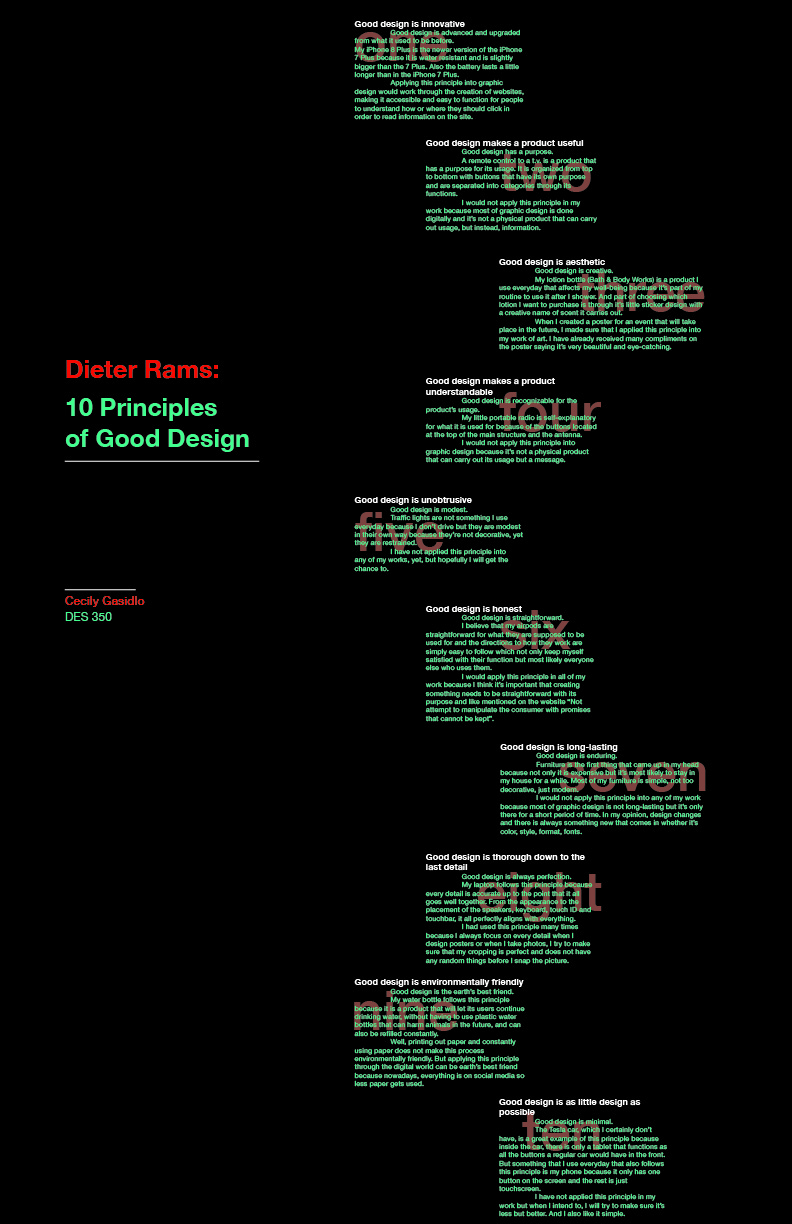 Dieter Rams:
10 Principles
of Good Design
Cecily Gasidlo
DES 350
one
Good design is innovative
Good design is advanced and upgraded
from what it used to be before.
My iPhone 8 Plus is the newer version of the iPhone
7 Plus because it is water resistant and is slightly
bigger than the 7 Plus. Also the battery lasts a little
longer than in the iPhone 7 Plus.
Applying this principle into graphic
design would work through the creation of websites,
making it accessible and easy to function for people
to understand how or where they should click in
order to read information on the site.
two
Good design makes a product useful
Good design has a purpose.
A remote control to a t.v. is a product that
has a purpose for its usage. It is organized from top
to bottom with buttons that have its own purpose
and are separated into categories through its
functions.
I would not apply this principle in my
work because most of graphic design is done
digitally and it's not a physical product that can carry
out usage, but instead, information.
three
Good design is aesthetic
Good design is creative.
My lotion bottle (Bath & Body Works) is a product I
use everyday that affects my well-being because it's part of my
routine to use it after I shower. And part of choosing which
lotion I want to purchase is through it's little sticker design with
a creative name of scent it carries out.
When I created a poster for an event that will take
place in the future, I made sure that I applied this principle into
my work of art. I have already received many compliments on
the poster saying it's very beautiful and eye-catching.
four
Good design makes a product
understandable
Good design is recognizable for the
product's usage.
My little portable radio is self-explanatory
for what it is used for because of the buttons located
at the top of the main structure and the antenna.
I would not apply this principle into
graphic design because it's not a physical product
that can carry out its usage but a message.
five
Good design is unobtrusive
Good design is modest.
Traffic lights are not something I use
everyday because I don't drive but they are modest
in their own way because they're not decorative, yet
they are restrained.
I have not applied this principle into
any of my works, yet, but hopefully I will get the
chance to.
six
Good design is honest
Good design is straightforward.
I believe that my airpods are
straightforward for what they are supposed to be
used for and the directions to how they work are
simply easy to follow which not only keep myself
satisfied with their function but most likely everyone
else who uses them.
I would apply this principle in all of my
work because I think it's important that creating
something needs to be straightforward with its
purpose and like mentioned on the website "Not
attempt to manipulate the consumer with promises
that cannot be kept".
seven
Good design is long-lasting
Good design is enduring.
Furniture is the first thing that came up in my head
because not only it is expensive but it's most likely to stay in
my house for a while. Most of my furniture is simple, not too
decorative, just modern.
I would not apply this principle into any of my work
because most of graphic design is not long-lasting but it's only
there for a short period of time. In my opinion, design changes
and there is always something new that comes in whether it's
color, style, format, fonts.
eight
Good design is thorough down to the
last detail
Good design is always perfection.
My laptop follows this principle because
every detail is accurate up to the point that it all
goes well together. From the appearance to the
placement of the speakers, keyboard, touch ID and
touchbar, it all perfectly aligns with everything.
I had used this principle many times
because I always focus on every detail when I
design posters or when I take photos, I try to make
sure that my cropping is perfect and does not have
any random things before I snap the picture.
nine
Good design is environmentally friendly
Good design is the earth's best friend.
My water bottle follows this principle
because it is a product that will let its users continue
drinking water, without having to use plastic water
bottles that can harm animals in the future, and can
also be refilled constantly.
Well, printing out paper and constantly
using paper does not make this process
environmentally friendly. But applying this principle
through the digital world can be earth's best friend
because nowadays, everything is on social media so
less paper gets used.
ten
Good design is as little design as
possible
Good design is minimal.
The Tesla car, which I certainly don't
have, is a great example of this principle because
inside the car, there is only a tablet that functions as
all the buttons a regular car would have in the front.
But something that I use everyday that also follows
this principle is my phone because it only has one
button on the screen and the rest is just
touchscreen.
I have not applied this principle in my
work but when I intend to, I will try to make sure it's
less but better. And I also like it simple.